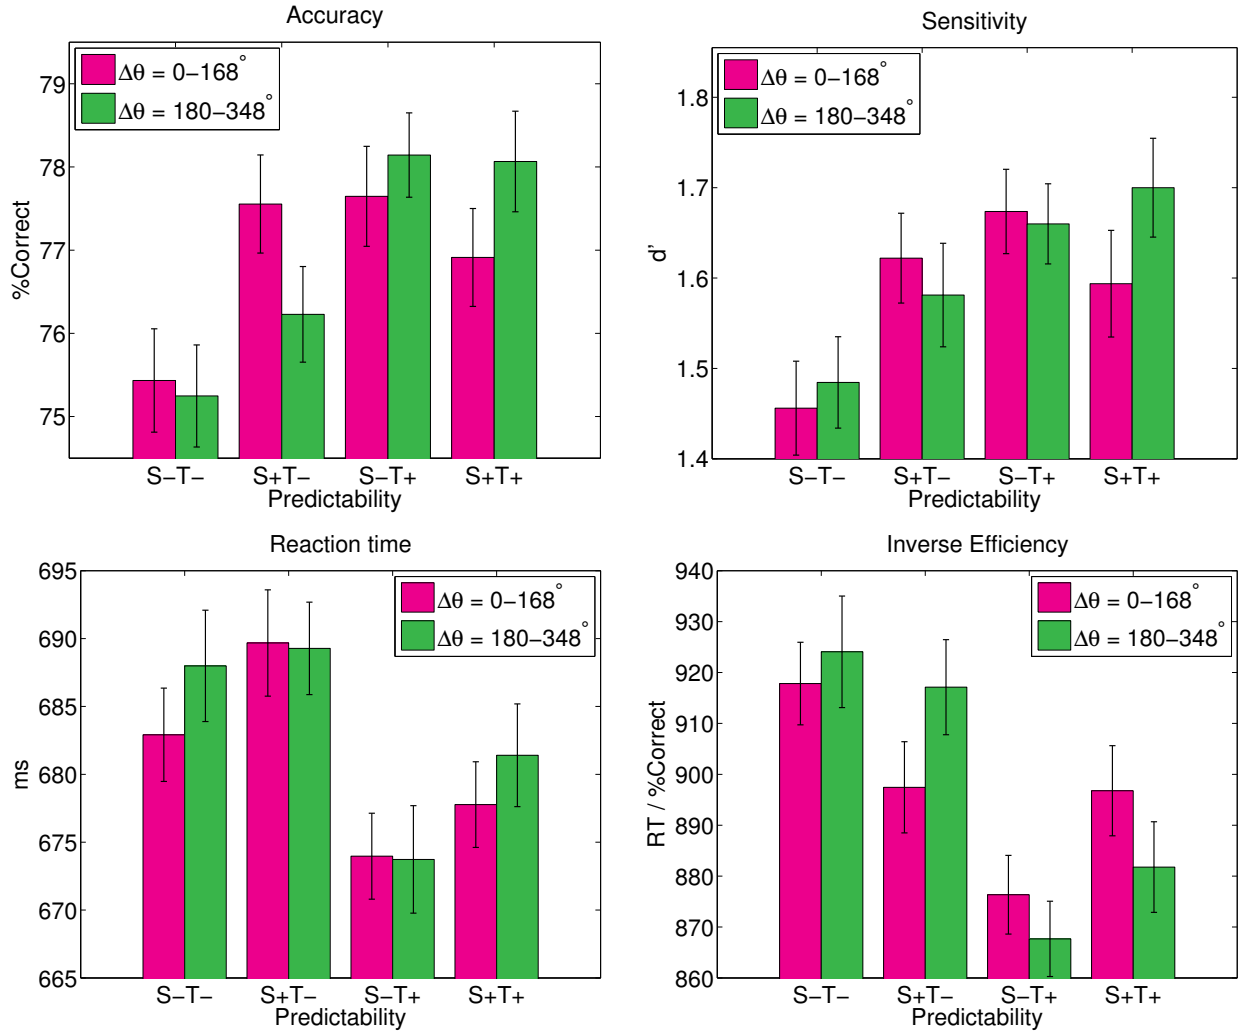 Accuracy
Δθ = 0−168°
Δθ = 180−348°
79
78
77
76
75
%Correct
S−T−
S+T−
S−T+
S+T+
Predictability
Sensitivity
Δθ = 0−168°
Δθ = 180−348°
1.8
1.7
1.6
1.5
1.4
d'
S−T−
S+T−
S−T+
S+T+
Predictability
Reaction time
Δθ = 0−168°
Δθ = 180−348°
695
690
685
680
675
670
665
ms
S−T−
S+T−
S−T+
S+T+
Predictability
Inverse Efficiency
Δθ = 0−168°
Δθ = 180−348°
940
930
920
910
900
890
880
870
860
RT / %Correct
S−T−
S+T−
S−T+
S+T+
Predictability